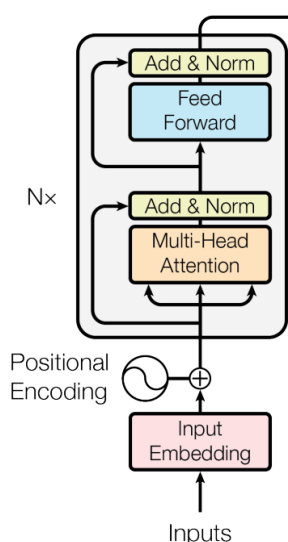 Add & Norm
Feed
Forward
N×
Add & Norm
Multi-Head
Attention
Positional
Encoding
Input
Embedding
Inputs